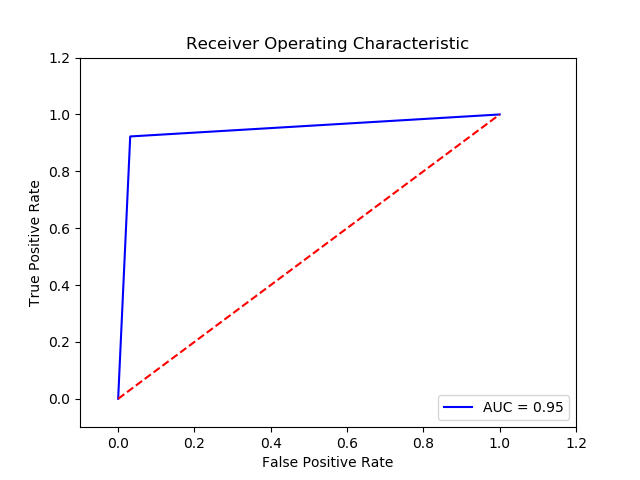 Receiver Operating Characteristic
1.2
1.0
0.8
0.6
0.4
0.2
0.0
True Positive Rate
0.0 0.2 0.4 0.6 0.8 1.0 1.2
False Positive Rate
AUC = 0.95